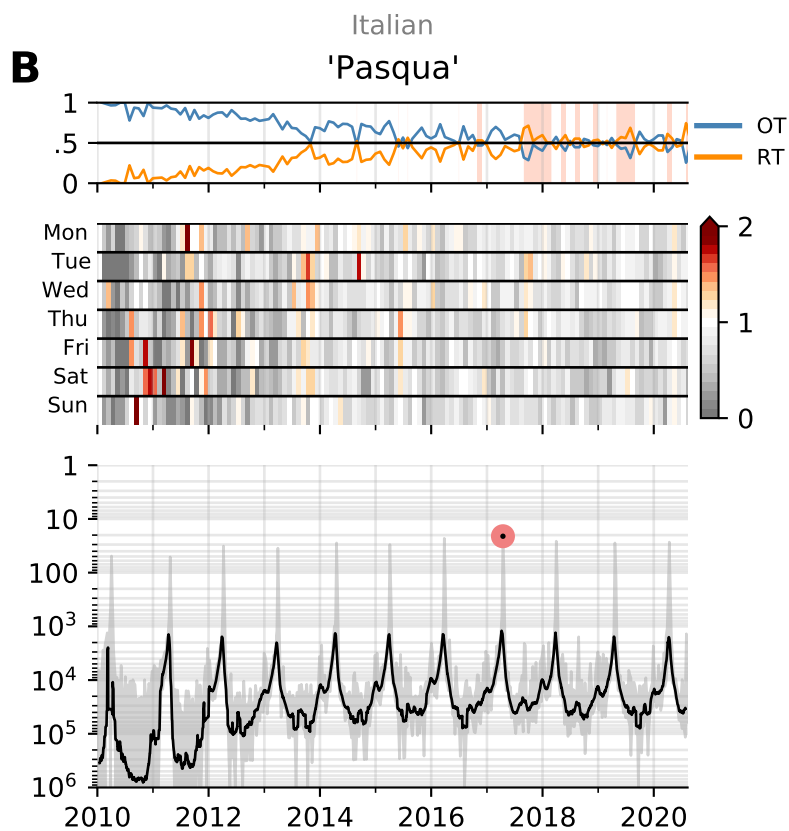 Italian
B
'Pasqua'
1
.5
0
OT
RT
Mon
Tue
Wed
Thu
Fri
Sat
Sun
2
1
0
1
10
100
10³
10⁴
10⁵
10⁶
2010 2012 2014 2016 2018 2020